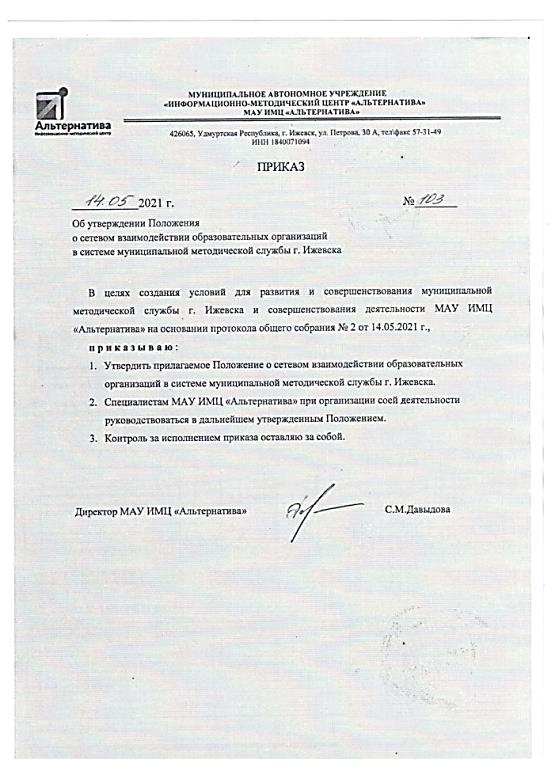 МУНИЦИПАЛЬНОЕ АВТОНОМНОЕ УЧРЕЖДЕНИЕ
«ИНФОРМАЦИОННО-МЕТОДИЧЕСКИЙ ЦЕНТР «АЛЬТЕРНАТИВА»
МАУ ИМЦ «АЛЬТЕРНАТИВА»
Альтернатива
Информационно-методический центр
426065, Удмуртская Республика, г. Ижевск, ул. Петрова, 30 А, тел\факс 57-31-49
ИНН 1840071094
ПРИКАЗ
14.05 2021 г. № 103
Об утверждении Положения
о сетевом взаимодействии образовательных организаций
в системе муниципальной методической службы г. Ижевска
В целях создания условий для развития и совершенствования муниципальной
методической службы г. Ижевска и совершенствования деятельности МАУ ИМЦ
«Альтернатива» на основании протокола общего собрания № 2 от 14.05.2021 г.,
приказываю:
1. Утвердить прилагаемое Положение о сетевом взаимодействии образовательных
организаций в системе муниципальной методической службы г. Ижевска.
2. Специалистам МАУ ИМЦ «Альтернатива» при организации соей деятельности
руководствоваться в дальнейшем утвержденным Положением.
3. Контроль за исполнением приказа оставляю за собой.
Директор МАУ ИМЦ «Альтернатива» С.М.Давыдова